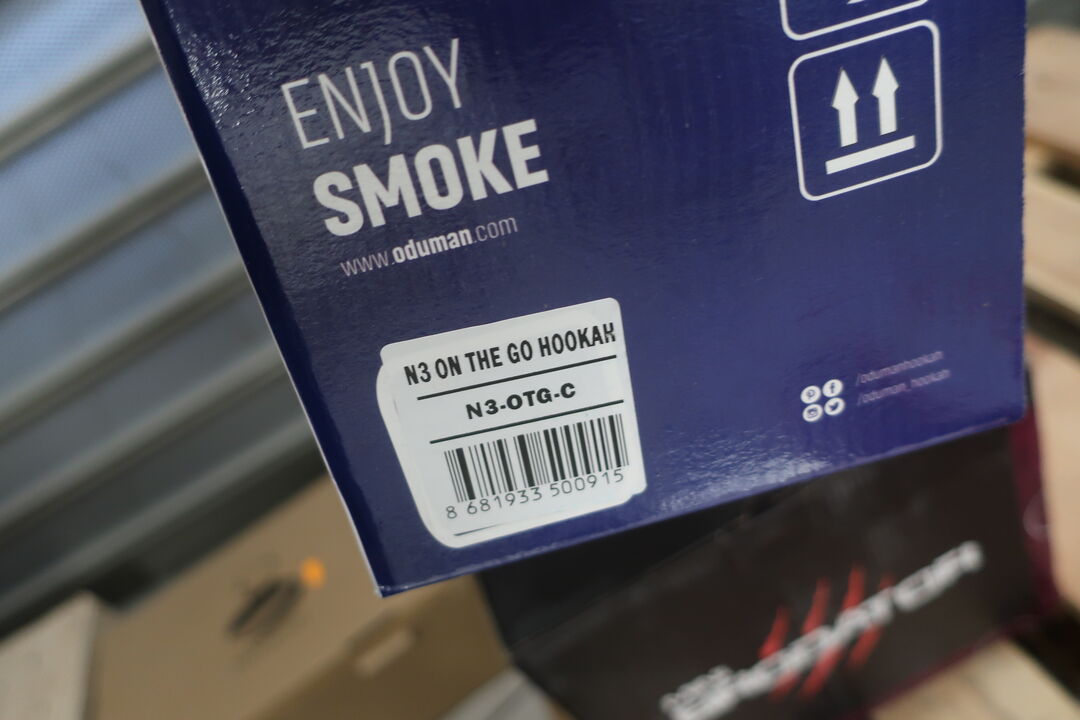 ENJOY
SMOKE
www.oduman.com
N3 ON THE GO HOOKAH
N3-OTG-C
8 681933 500915
/odumanhookah
/oduman_hookah